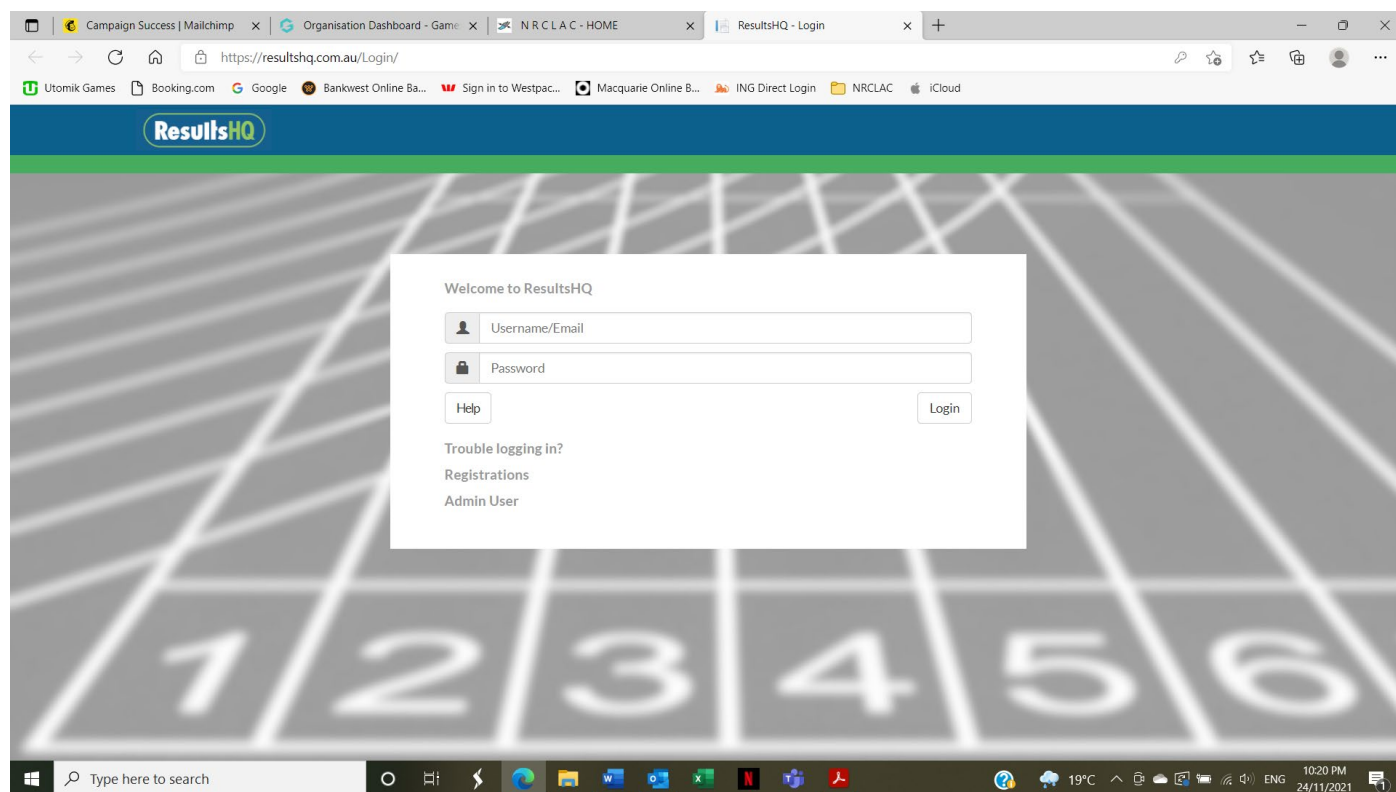 Campaign Success | Mailchimp
Organisation Dashboard - Game
N R C L A C - HOME
ResultsHQ - Login
https://resultshq.com.au/Login/
Utomik Games
Booking.com
Google
Bankwest Online Ba...
Sign in to Westpac...
Macquarie Online B...
ING Direct Login
NRCLAC
iCloud
ResultsHQ
Welcome to ResultsHQ
Username/Email
Password
Help
Login
Trouble logging in?
Registrations
Admin User
1 2 3 4 5 6
Type here to search
19°C
ENG
10:20 PM
24/11/2021
1